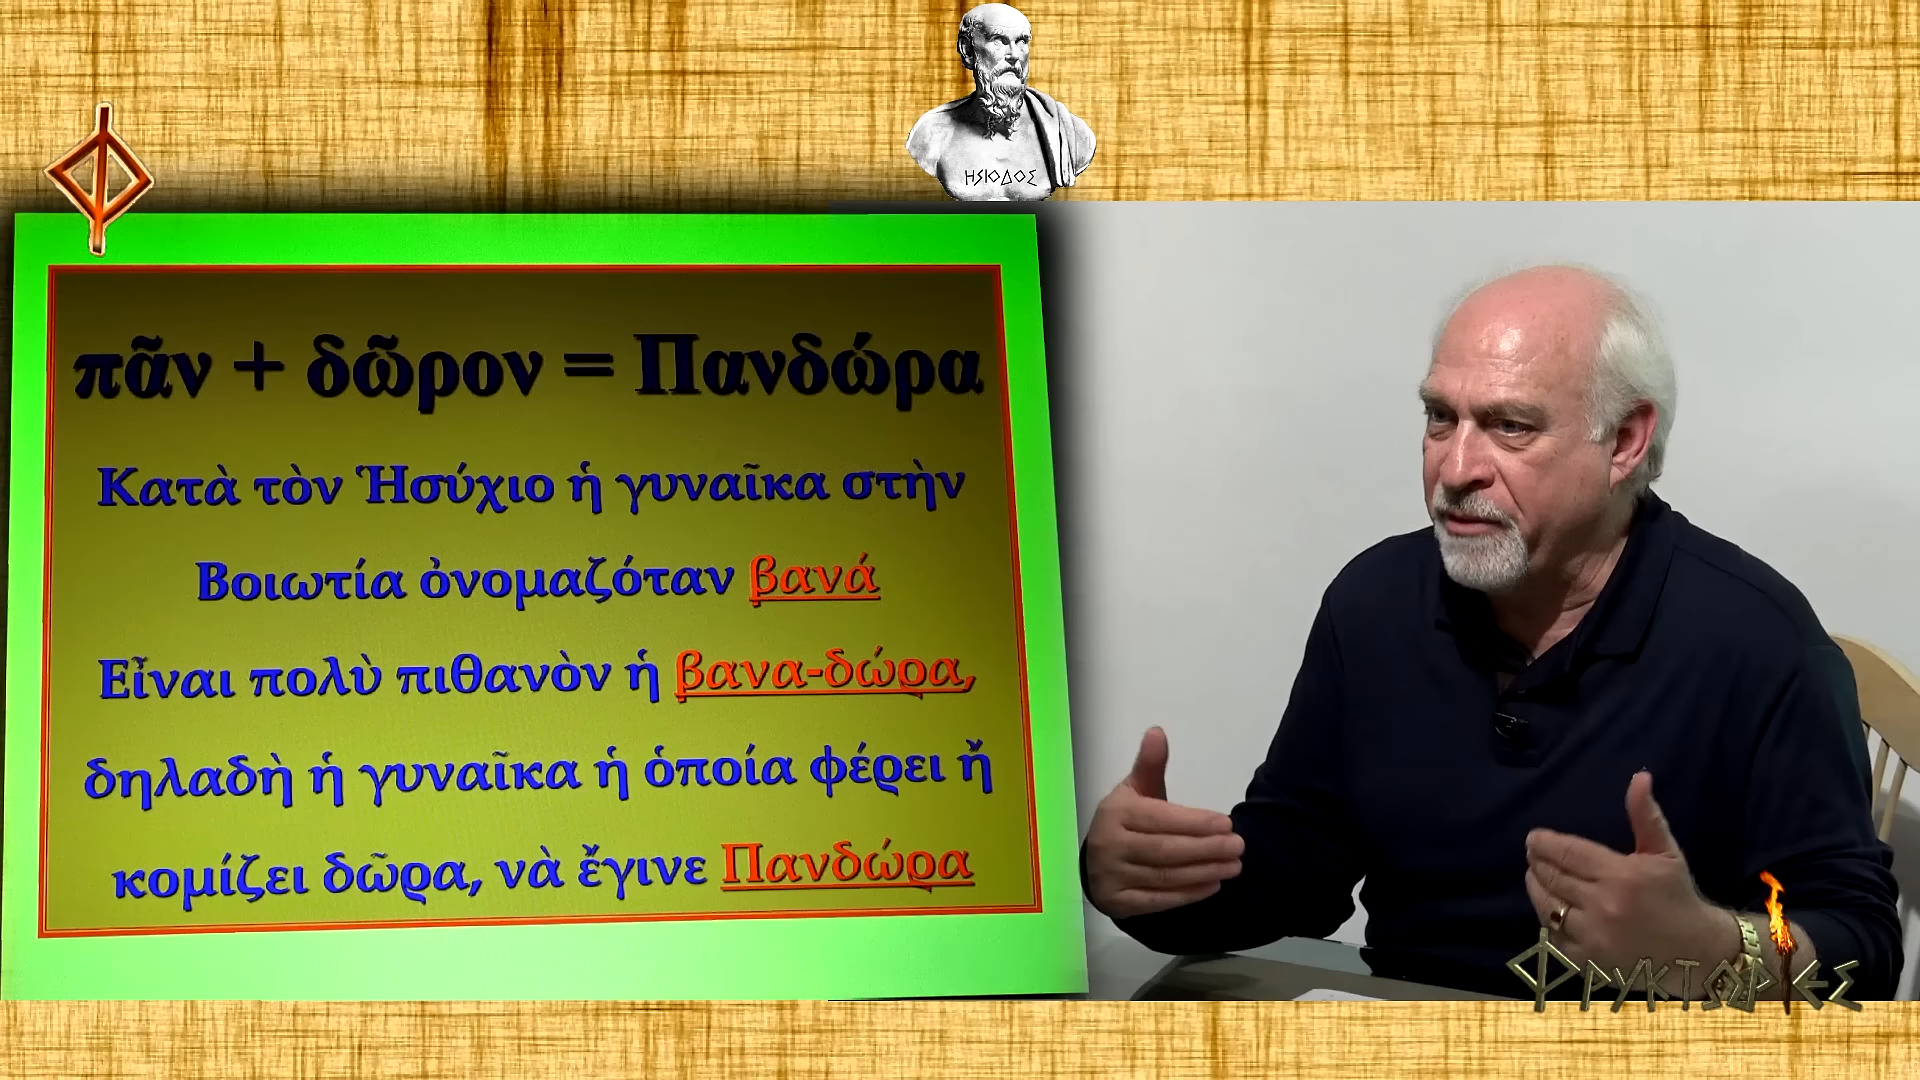 ΗΣΙΟΔΟΣ
πᾶν + δῶρον = Πανδώρα
Κατὰ τὸν Ἡσύχιο ἡ γυναῖκα στὴν
Βοιωτία ὀνομαζόταν βανά
Εἶναι πολὺ πιθανὸν ἡ βανα-δώρα,
δηλαδὴ ἡ γυναῖκα ἡ ὁποία φέρει ἤ
κομίζει δῶρα, νὰ ἔγινε Πανδώρα
ΦΡΥΚΤΩΡΙΕΣ